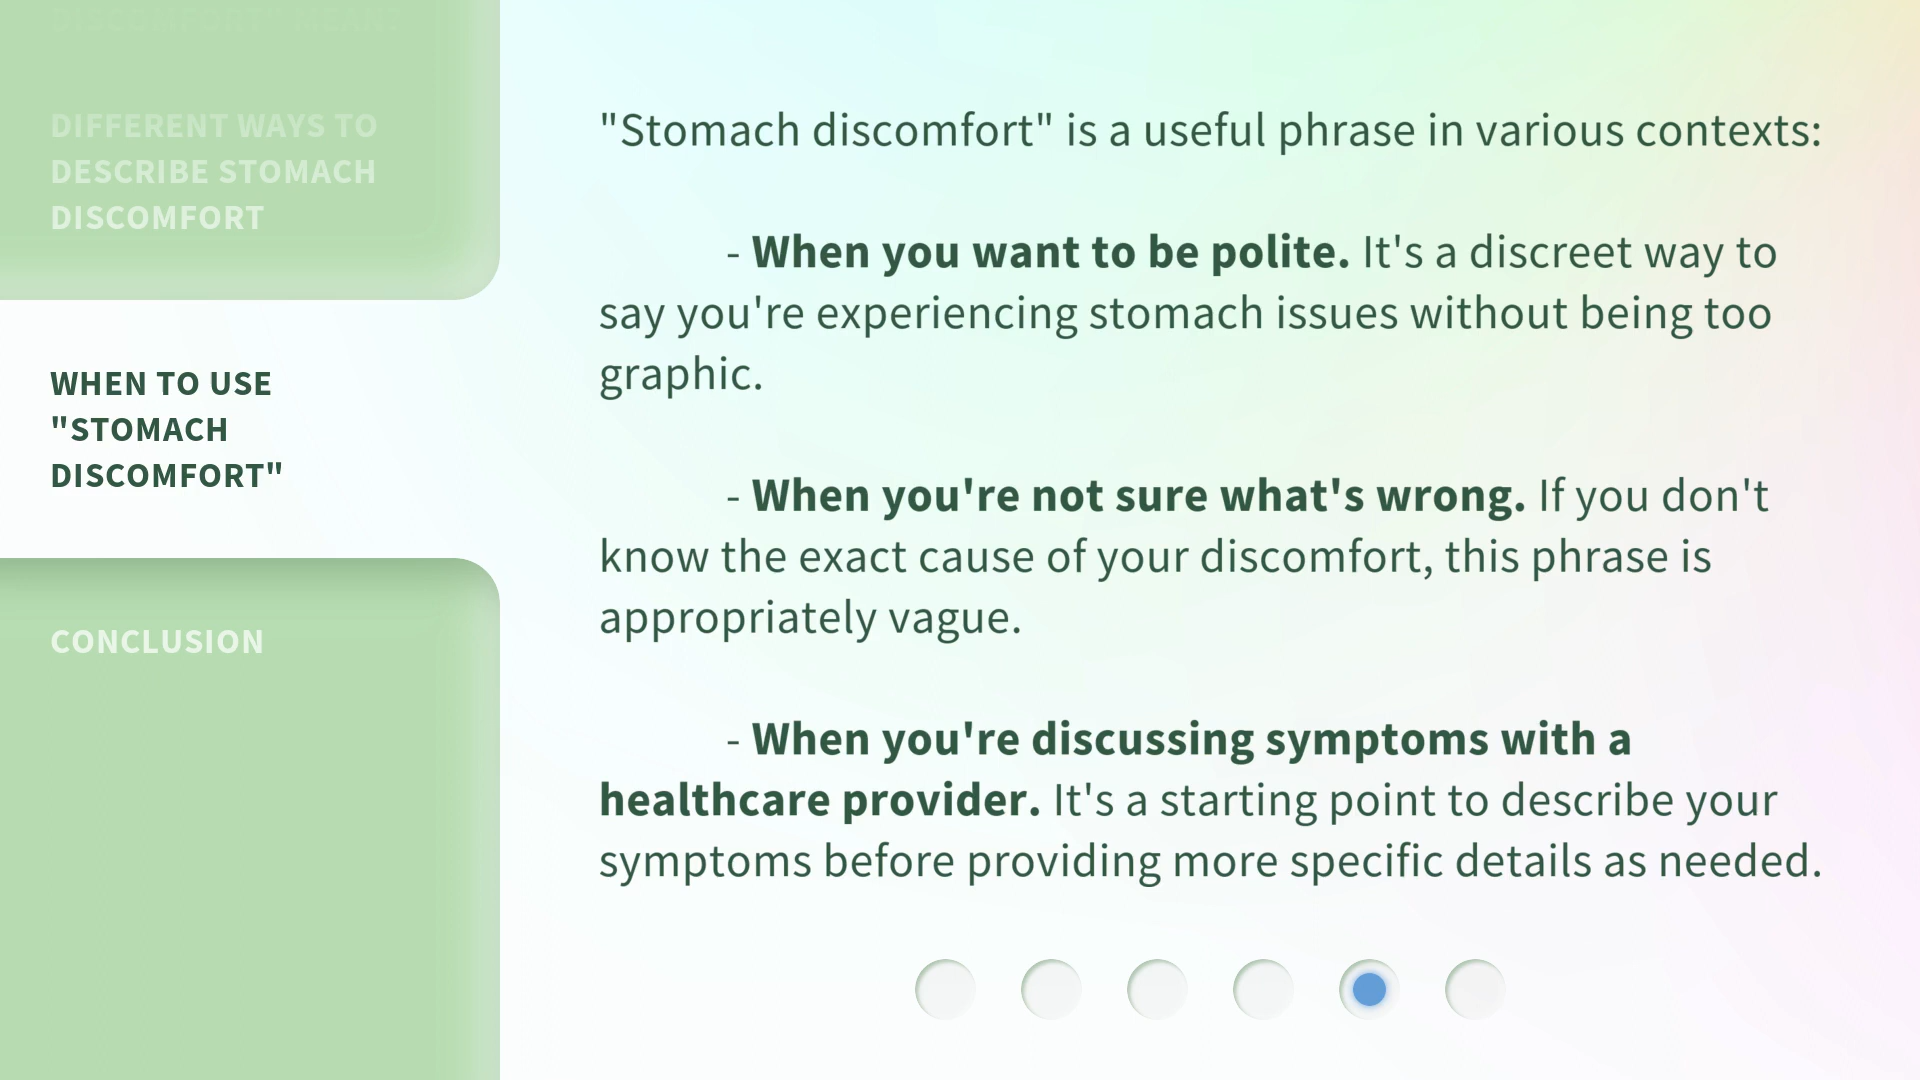 DISCOMFORT" MEAN?
DIFFERENT WAYS TO
DESCRIBE STOMACH
DISCOMFORT
WHEN TO USE
"STOMACH
DISCOMFORT"
CONCLUSION
"Stomach discomfort" is a useful phrase in various contexts:
- When you want to be polite. It's a discreet way to
say you're experiencing stomach issues without being too
graphic.
- When you're not sure what's wrong. If you don't
know the exact cause of your discomfort, this phrase is
appropriately vague.
- When you're discussing symptoms with a
healthcare provider. It's a starting point to describe your
symptoms before providing more specific details as needed.